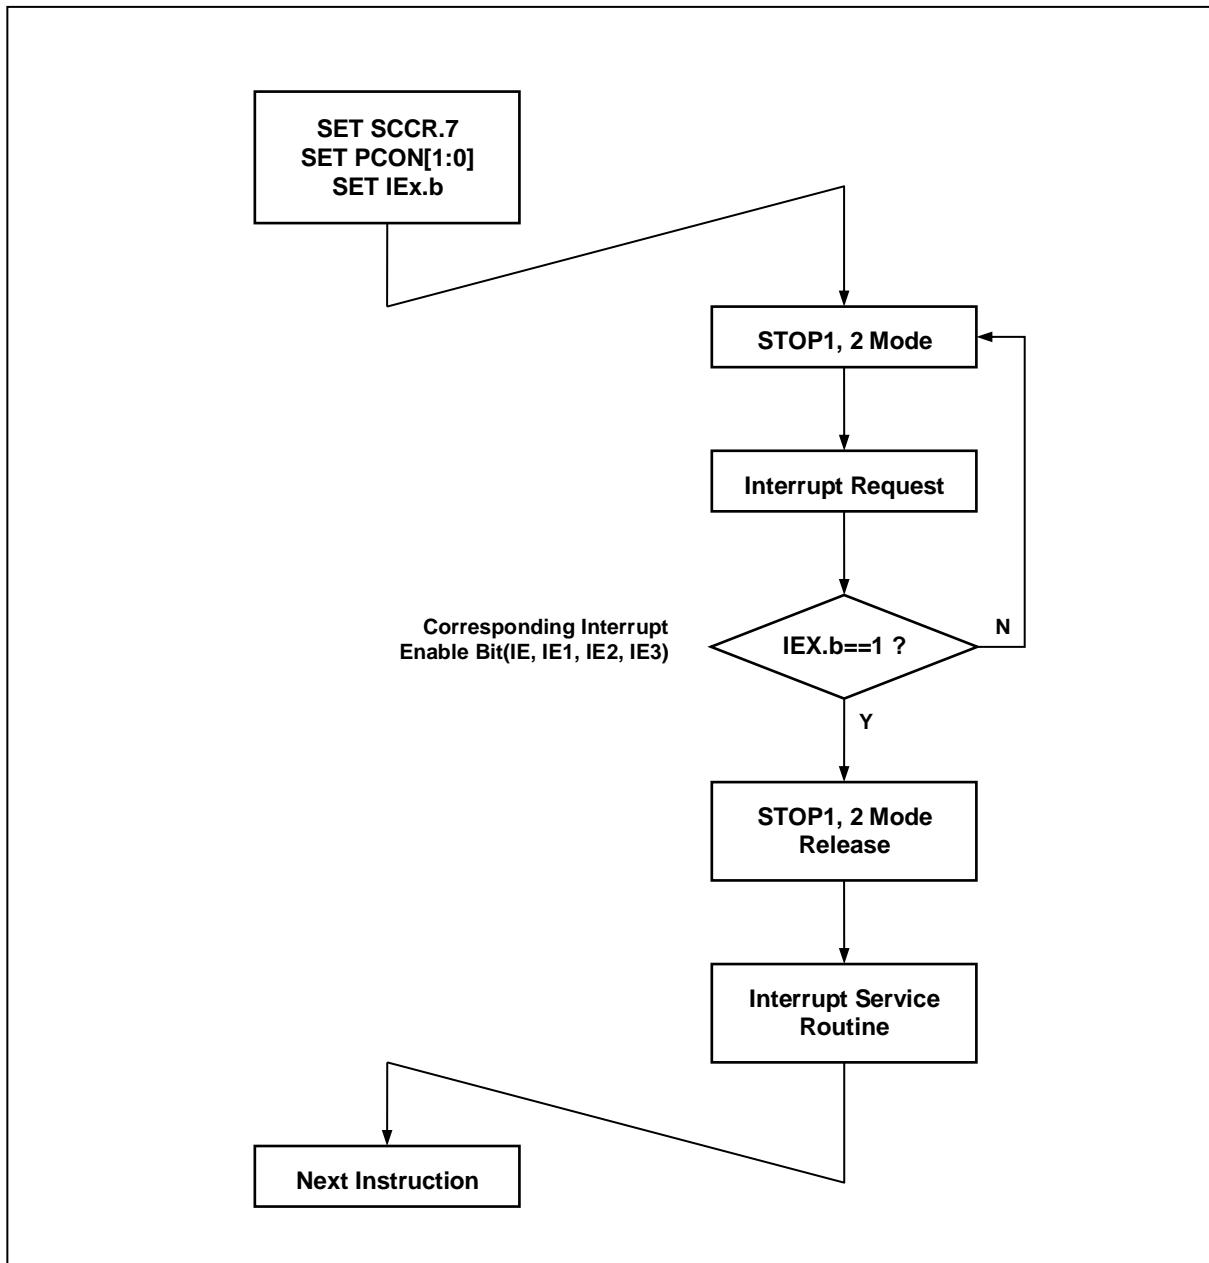 SET SCCR.7
SET PCON[1:0]
SET IEx.b
STOP1, 2 Mode
Interrupt Request
Corresponding Interrupt
Enable Bit(IE, IE1, IE2, IE3)
IEX.b==1 ?
N
Y
STOP1, 2 Mode
Release
Interrupt Service
Routine
Next Instruction